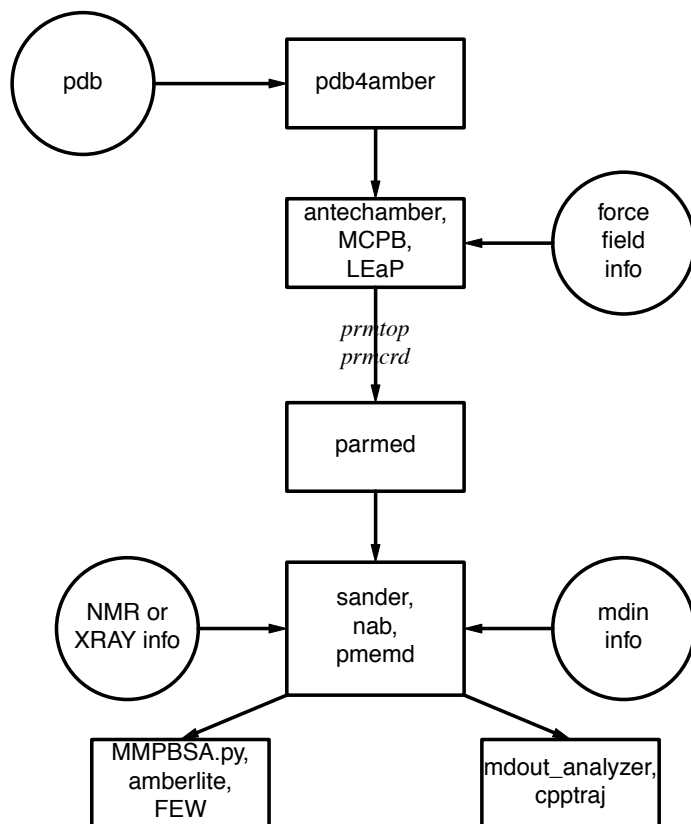 pdb
pdb4amber
antechamber,
MCPB,
LEaP
force
field
info
prmtop
prmcrd
parmed
NMR or
XRAY info
sander,
nab,
pmemd
mdin
info
MMPBSA.py,
amberlite,
FEW
mdout_analyzer,
cpptraj